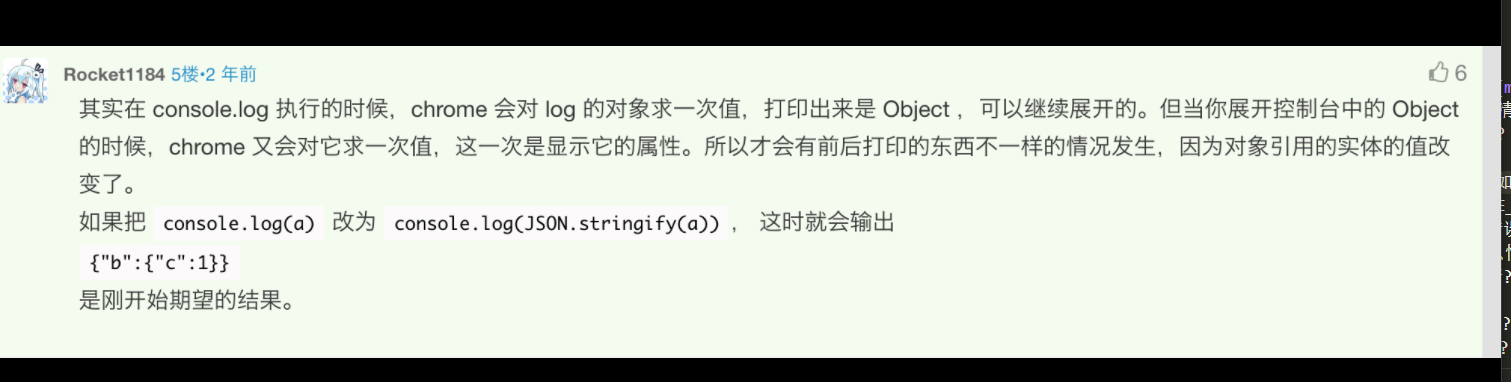 Rocket1184 5楼•2 年前
6
其实在 console.log 执行的时候，chrome 会对 log 的对象求一次值，打印出来是 Object ，可以继续展开的。但当你展开控制台中的 Object
的时候，chrome 又会对它求一次值，这一次是显示它的属性。所以才会有前后打印的东西不一样的情况发生，因为对象引用的实体的值改
变了。
如果把 console.log(a) 改为 console.log(JSON.stringify(a)) ， 这时就会输出
{"b":{"c":1}}
是刚开始期望的结果。